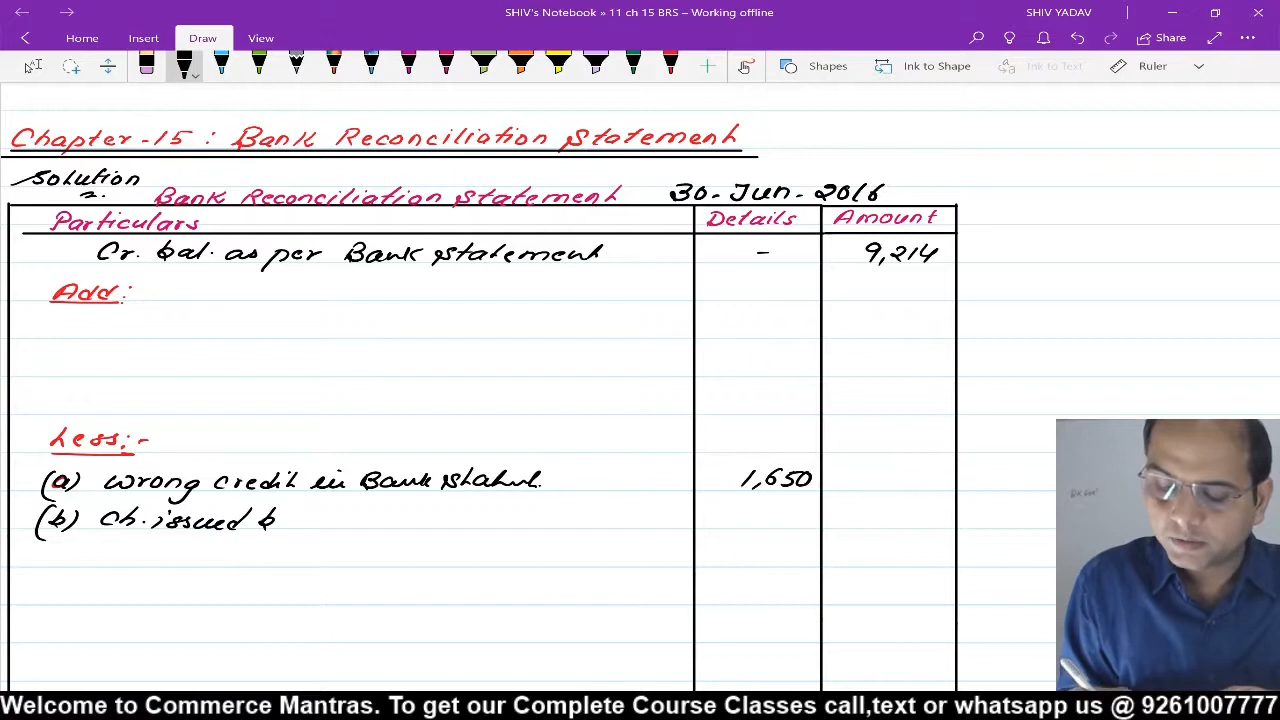 SHIV's Notebook » 11 ch 15 BRS – Working offline
SHIV YADAV
Home Insert Draw View
Share
Shapes Ink to Shape Ink to Text Ruler
Chapter-15 : Bank Reconciliation Statement
Solution
Bank Reconciliation Statement 30-Jun-2016
Particulars Details Amount
Cr. bal. as per Bank Statement - 9,214
Add:
Less:-
(a) wrong credit in Bank 1,650
(b) Ch. issued b
Welcome to Commerce Mantras. To get our Complete Course Classes call,text or whatsapp us @ 9261007777